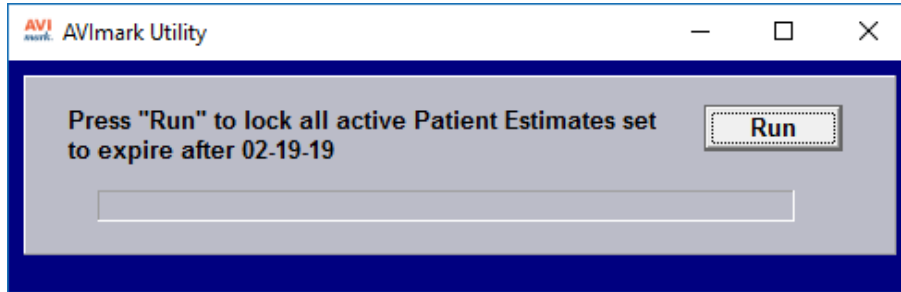 AVI
mark.
AVImark Utility
Press "Run" to lock all active Patient Estimates set
to expire after 02-19-19
Run